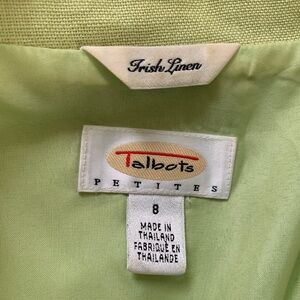 Irish Linen
Talbots
PETITES
8
MADE IN
THAILAND
FABRIQUÉ EN
THAILANDE